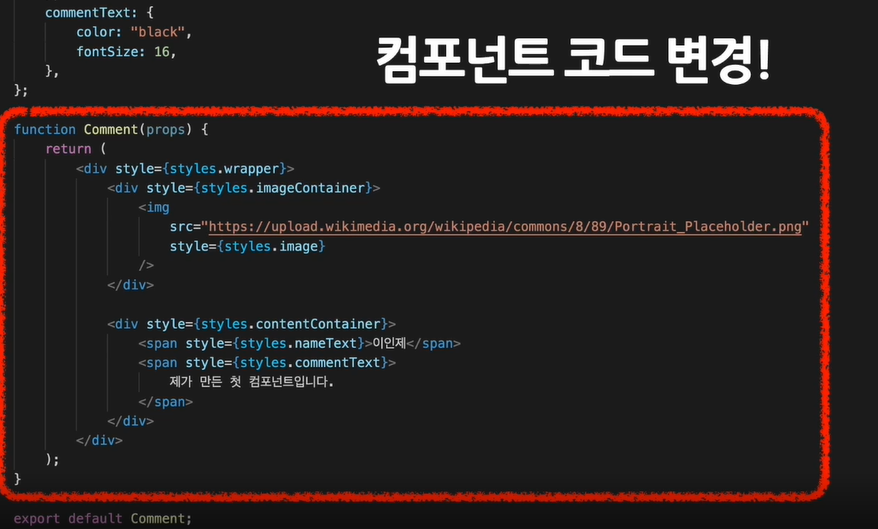 commentText: {
color: "black",
fontSize: 16,
},
};
컴포넌트 코드 변경!
function Comment(props) {
return (
<div style={styles.wrapper}>
<div style={styles.imageContainer}>
<img
src="https://upload.wikimedia.org/wikipedia/commons/8/89/Portrait_Placeholder.png"
style={styles.image}
/>
</div>
<div style={styles.contentContainer}>
<span style={styles.nameText}>이인제</span>
<span style={styles.commentText}>
제가 만든 첫 컴포넌트입니다.
</span>
</div>
</div>
);
}
export default Comment;